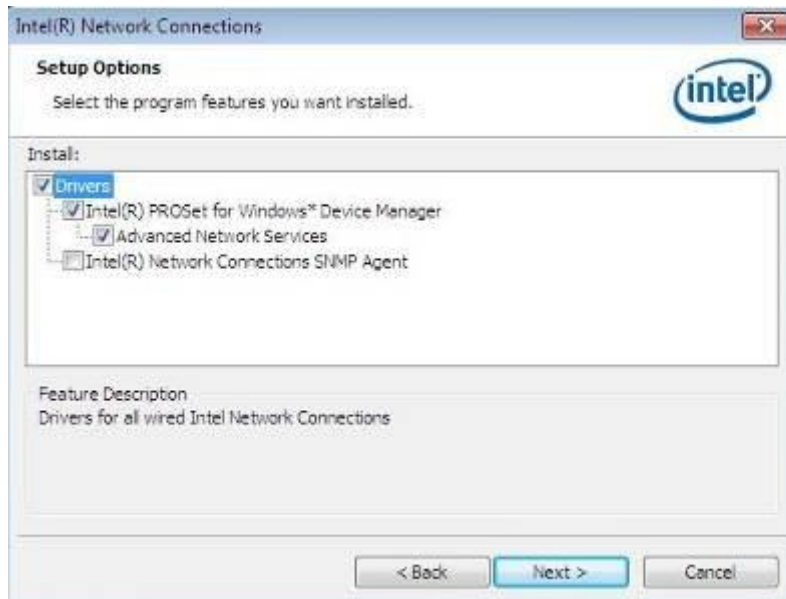 Intel(R) Network Connections
Setup Options
Select the program features you want installed.
intel
Install:
Drivers
Intel(R) PROSet for Windows* Device Manager
Advanced Network Services
Intel(R) Network Connections SNMP Agent
Feature Description
Drivers for all wired Intel Network Connections
< Back Next > Cancel